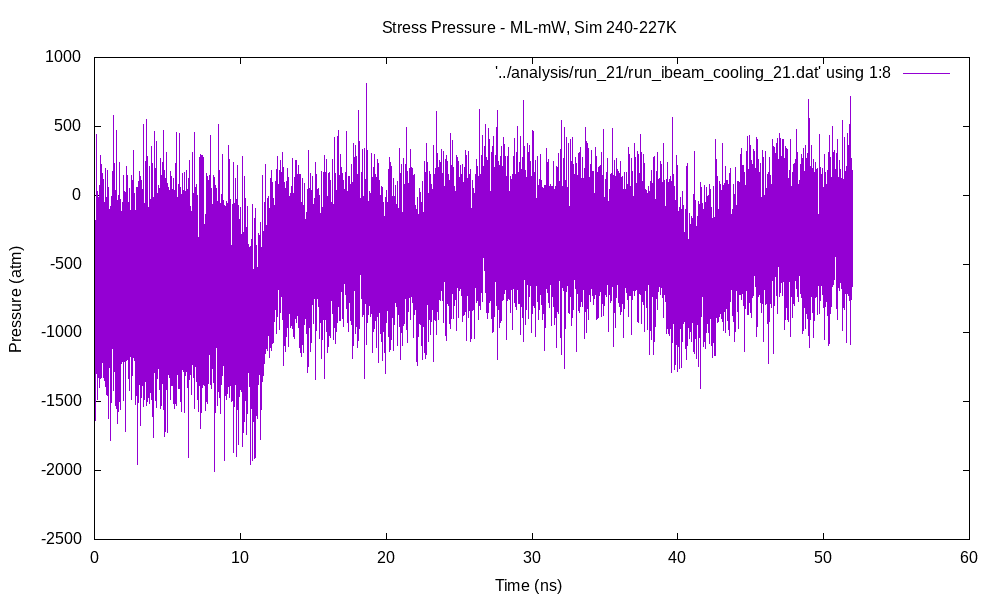 Stress Pressure - ML-mW, Sim 240-227K
'../analysis/run_21/run_ibeam_cooling_21.dat' using 1:8
1000
500
0
-500
-1000
-1500
-2000
-2500
Pressure (atm)
0 10 20 30 40 50 60
Time (ns)